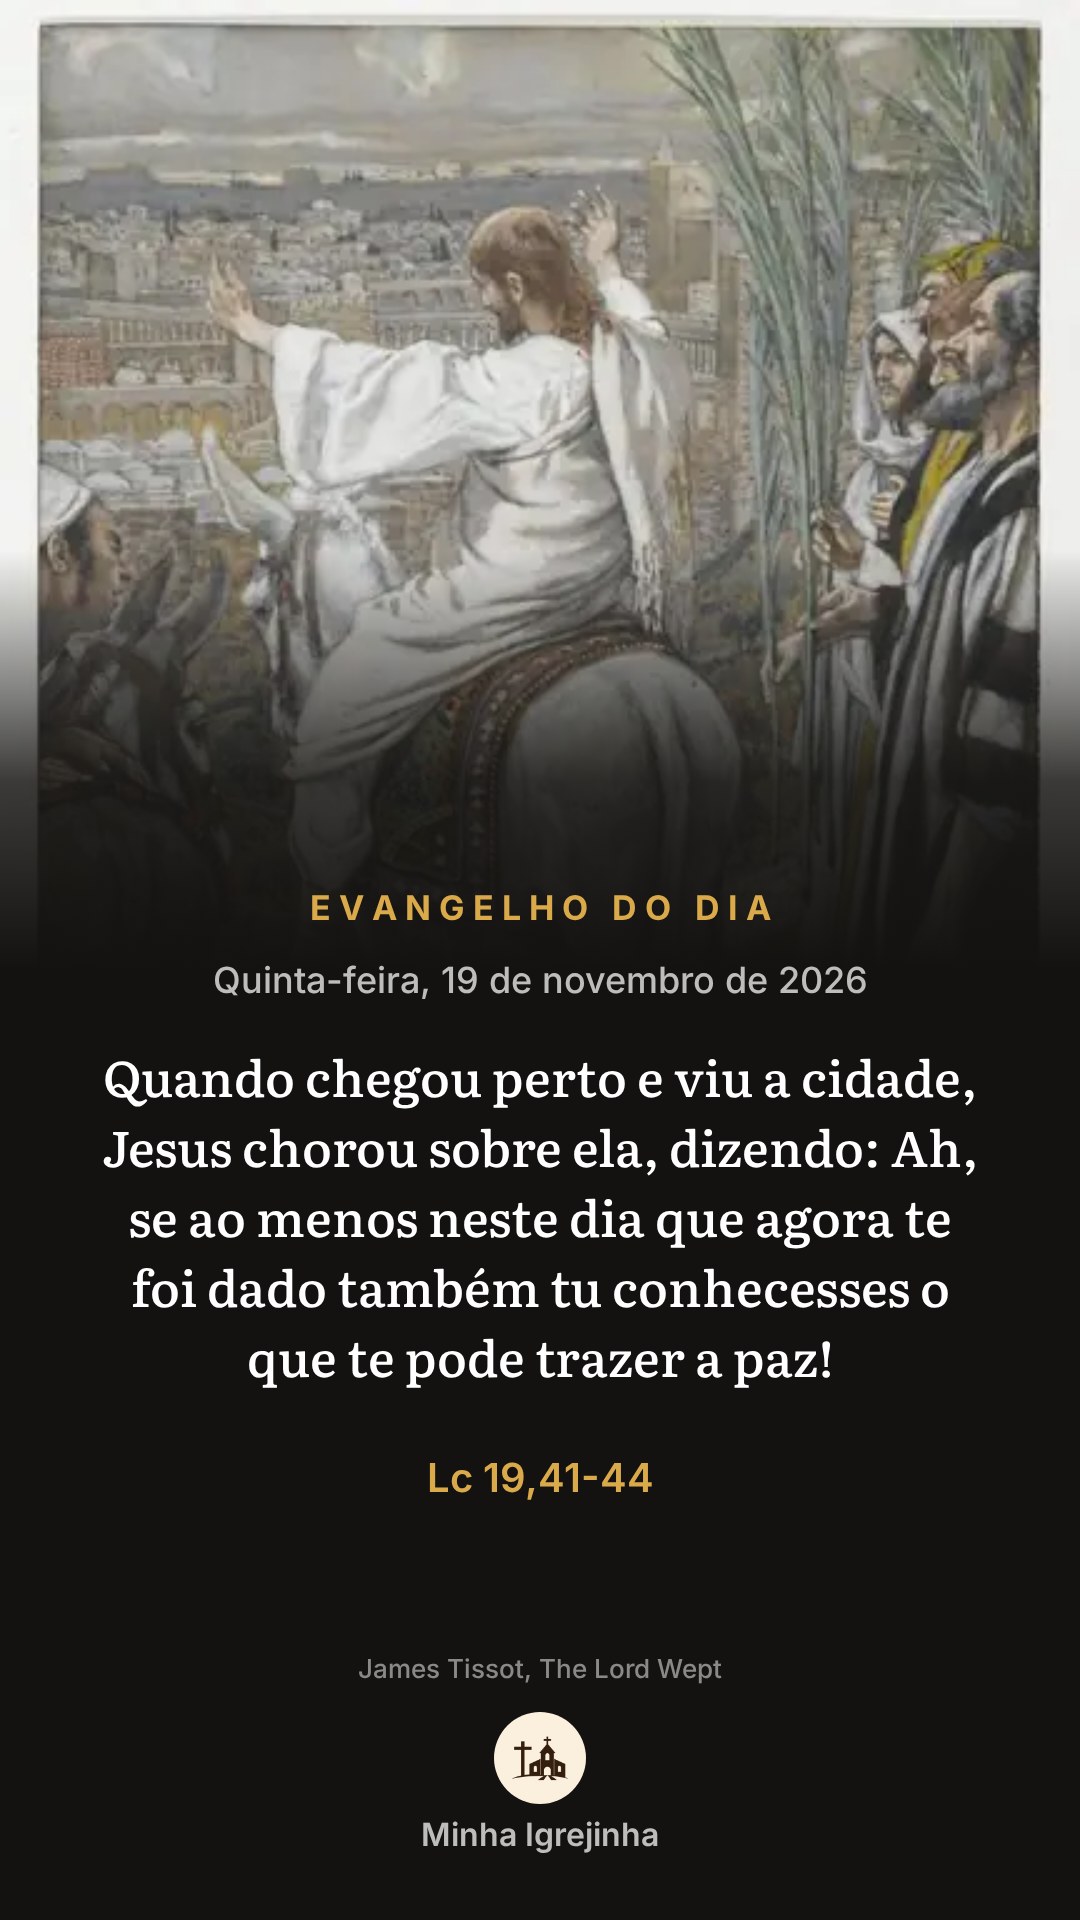 EVANGELHO DO DIA
Quinta-feira, 19 de novembro de 2026
Quando chegou perto e viu a cidade,
Jesus chorou sobre ela, dizendo: Ah,
se ao menos neste dia que agora te
foi dado também tu conhecesses o
que te pode trazer a paz!
Lc 19,41-44
James Tissot, The Lord Wept
Minha Igrejinha